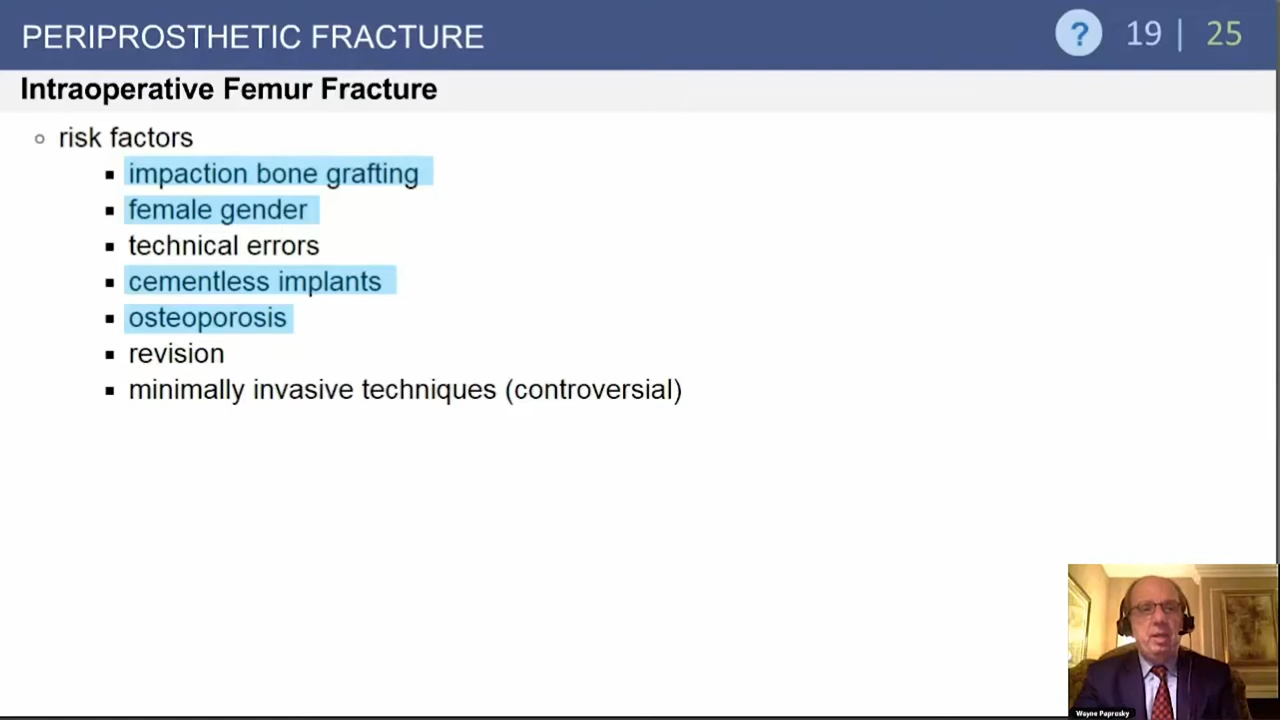 PERIPROSTHETIC FRACTURE
? 19 | 25
Intraoperative Femur Fracture
risk factors
impaction bone grafting
female gender
technical errors
cementless implants
osteoporosis
revision
minimally invasive techniques (controversial)
Wayne Paprosky